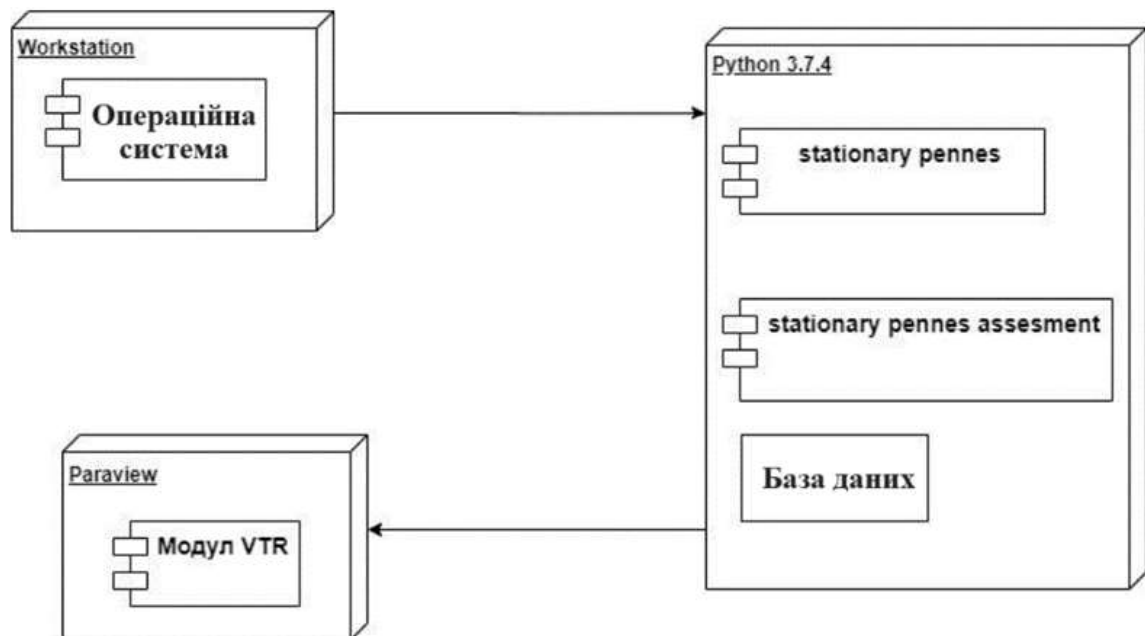 Workstation
Операційна
система
Python 3.7.4
stationary pennes
stationary pennes assesment
База даних
Paraview
Модул VTR